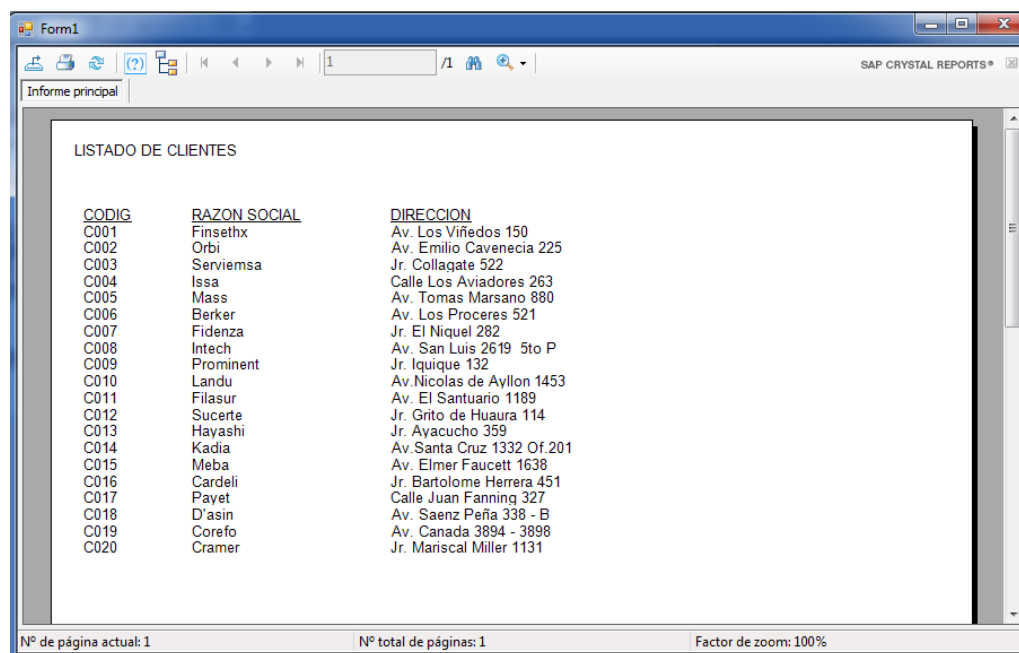 Form1
1 /1 SAP CRYSTAL REPORTS®
Informe principal
LISTADO DE CLIENTES
CODIG RAZON SOCIAL DIRECCION
C001 Finsethx Av. Los Viñedos 150
C002 Orbi Av. Emilio Cavenecia 225
C003 Serviemsa Jr. Collagate 522
C004 Issa Calle Los Aviadores 263
C005 Mass Av. Tomas Marsano 880
C006 Berker Av. Los Proceres 521
C007 Fidenza Jr. El Niquel 282
C008 Intech Av. San Luis 2619 5to P
C009 Prominent Jr. Iquique 132
C010 Landu Av.Nicolas de Ayllon 1453
C011 Filasur Av. El Santuario 1189
C012 Sucerte Jr. Grito de Huaura 114
C013 Hayashi Jr. Ayacucho 359
C014 Kadia Av.Santa Cruz 1332 Of.201
C015 Meba Av. Elmer Faucett 1638
C016 Cardeli Jr. Bartolome Herrera 451
C017 Payet Calle Juan Fanning 327
C018 D'asin Av. Saenz Peña 338 - B
C019 Corefo Av. Canada 3894 - 3898
C020 Cramer Jr. Mariscal Miller 1131
Nº de página actual: 1 Nº total de páginas: 1 Factor de zoom: 100%